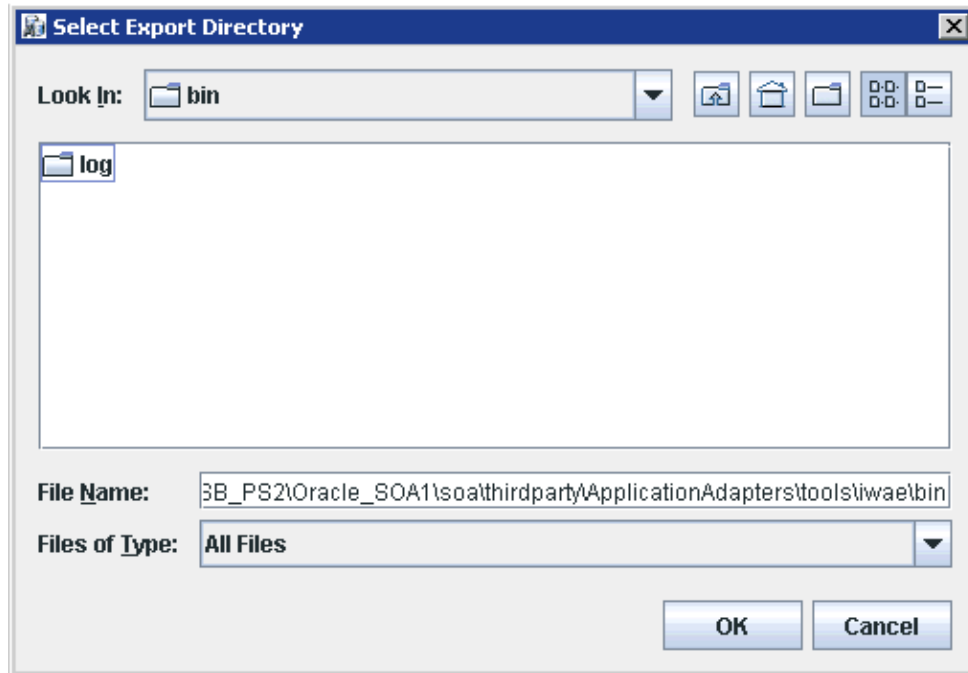 Select Export Directory
Look In: bin
log
File Name: SB_PS2\Oracle_SOA1\soa\thirdparty\ApplicationAdapters\tools\iwae\bin
Files of Type: All Files
OK Cancel